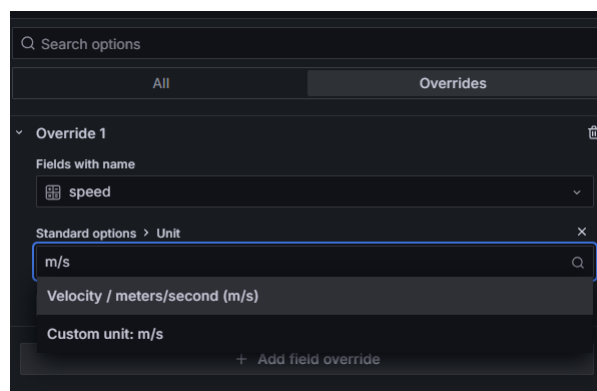 Search options
All
Overrides
Override 1
Fields with name
speed
Standard options > Unit
m/s
Velocity / meters/second (m/s)
Custom unit: m/s
+ Add field override